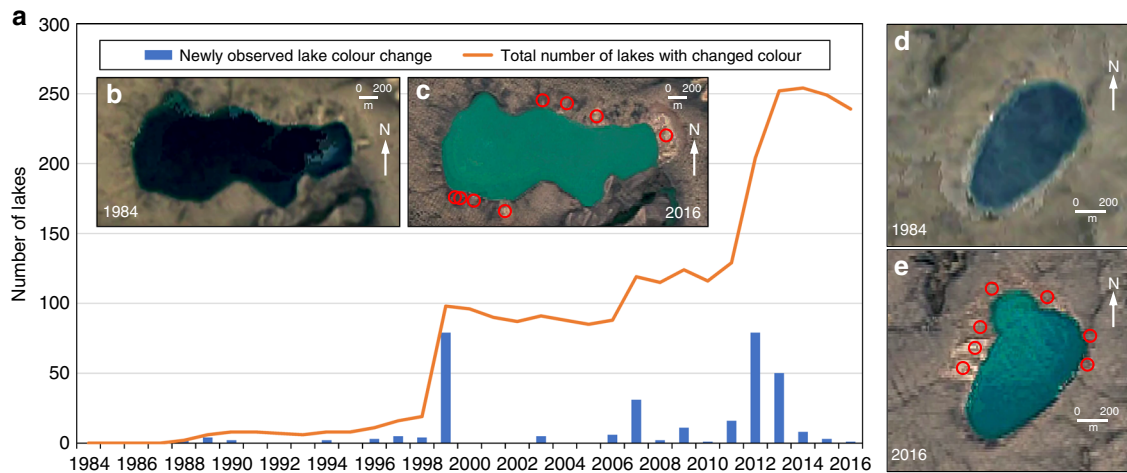 a
300
250
200
150
100
50
0
Number of lakes
Newly observed lake colour change
Total number of lakes with changed colour
b
0 200
m
N
1984
c
0 200
m
N
2016
1984 1986 1988 1990 1992 1994 1996 1998 2000 2002 2004 2006 2008 2010 2012 2014 2016
d
N
0 200
m
1984
e
N
0 200
m
2016